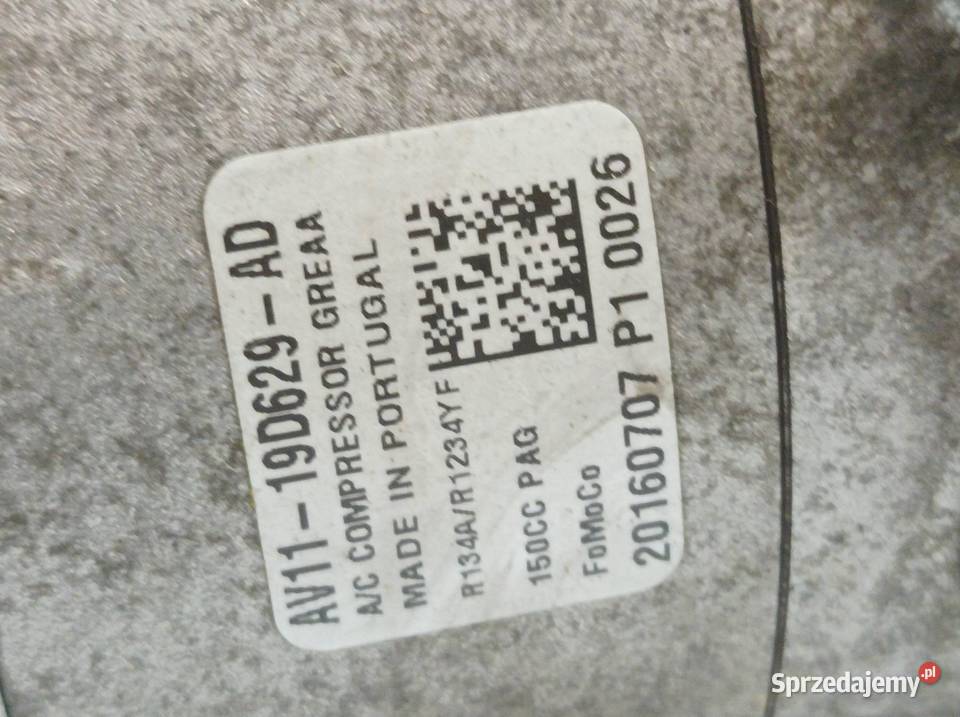 AV11-19D629-AD
A/C COMPRESSOR GREAA
MADE IN PORTUGAL
R134A/R1234YF
150CC PAG
FoMoCo
20160707 P1 0026
Sprzedajemy.pl